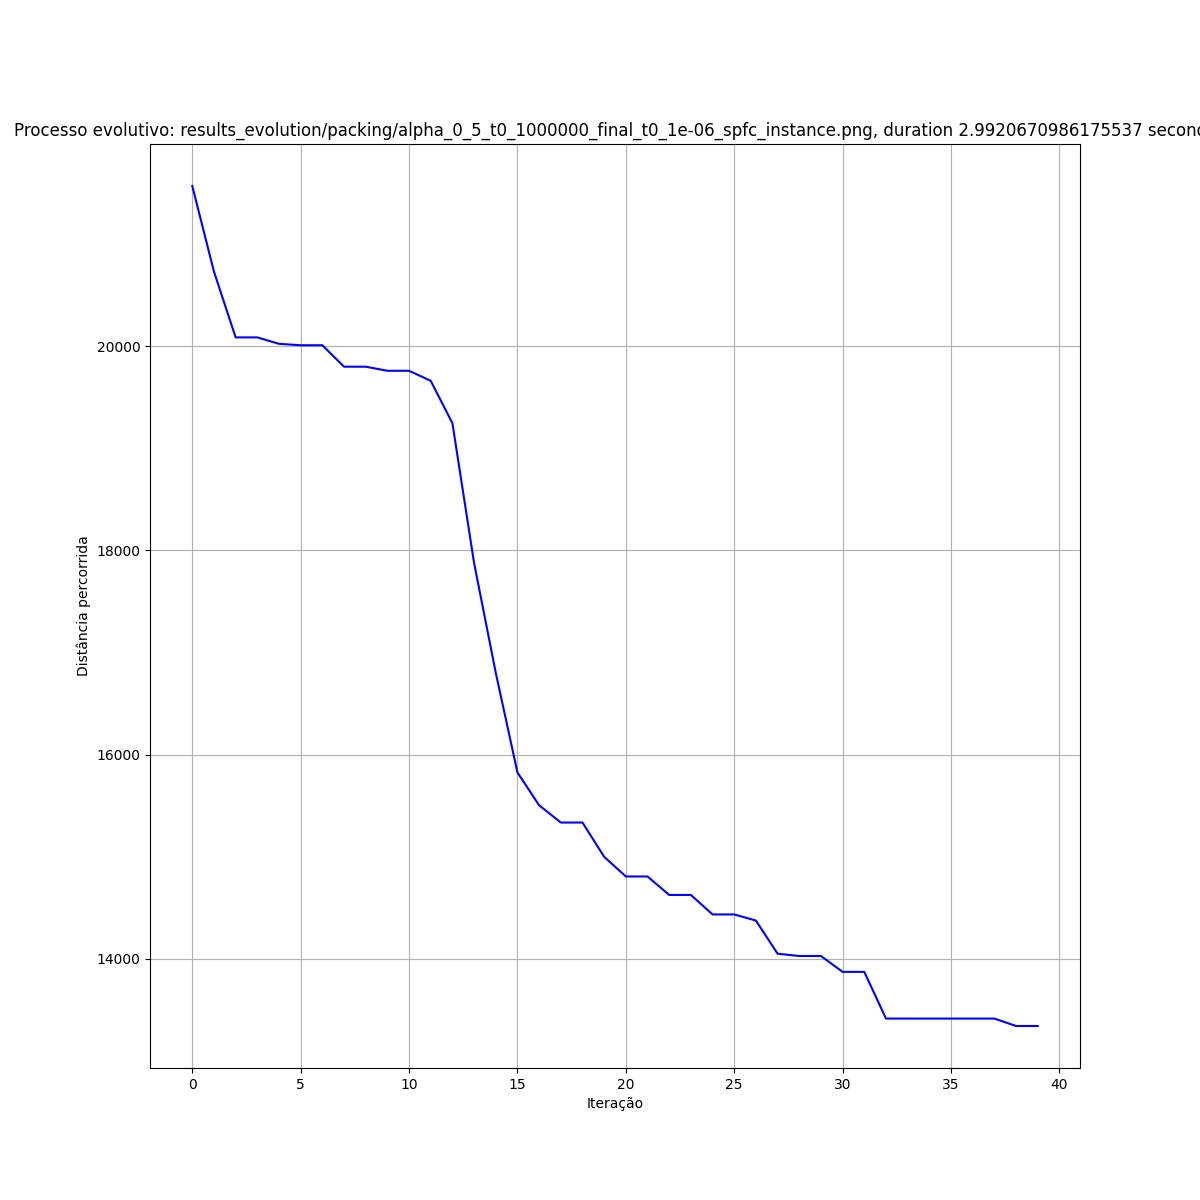 Processo evolutivo: results_evolution/packing/alpha_0_5_t0_1000000_final_t0_1e-06_spfc_instance.png, duration 2.9920670986175537 secon
20000
18000
16000
14000
Distância percorrida
0 5 10 15 20 25 30 35 40
Iteração